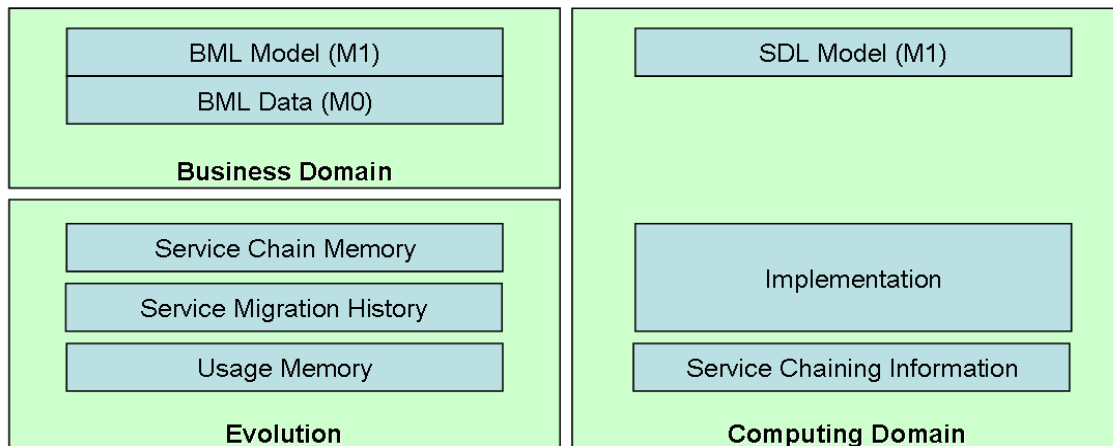 BML Model (M1)
BML Data (M0)
Business Domain
Service Chain Memory
Service Migration History
Usage Memory
Evolution
SDL Model (M1)
Implementation
Service Chaining Information
Computing Domain